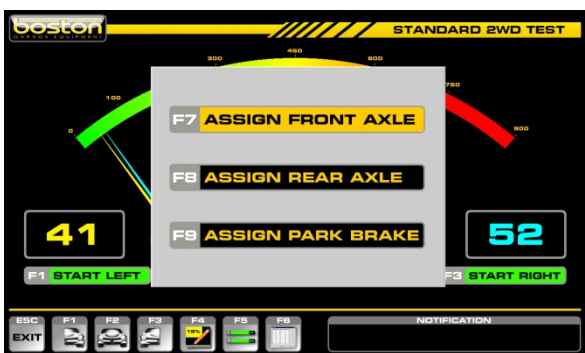 boston
GARAGE EQUIPMENT
STANDARD 2WD TEST
0
100
300
450
600
750
900
F7 ASSIGN FRONT AXLE
F8 ASSIGN REAR AXLE
F9 ASSIGN PARK BRAKE
41
52
F1 START LEFT
F3 START RIGHT
ESC F1 F2 F3 F4 F5 F6 NOTIFICATION
EXIT
15%